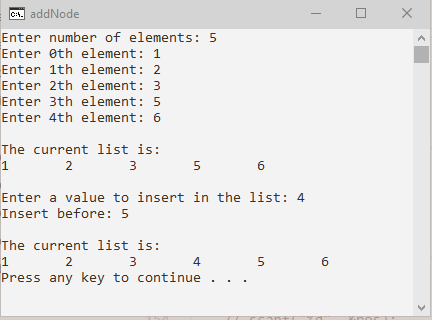 addNode
Enter number of elements: 5
Enter 0th element: 1
Enter 1th element: 2
Enter 2th element: 3
Enter 3th element: 5
Enter 4th element: 6
The current list is:
1 2 3 5 6
Enter a value to insert in the list: 4
Insert before: 5
The current list is:
1 2 3 4 5 6
Press any key to continue . . .